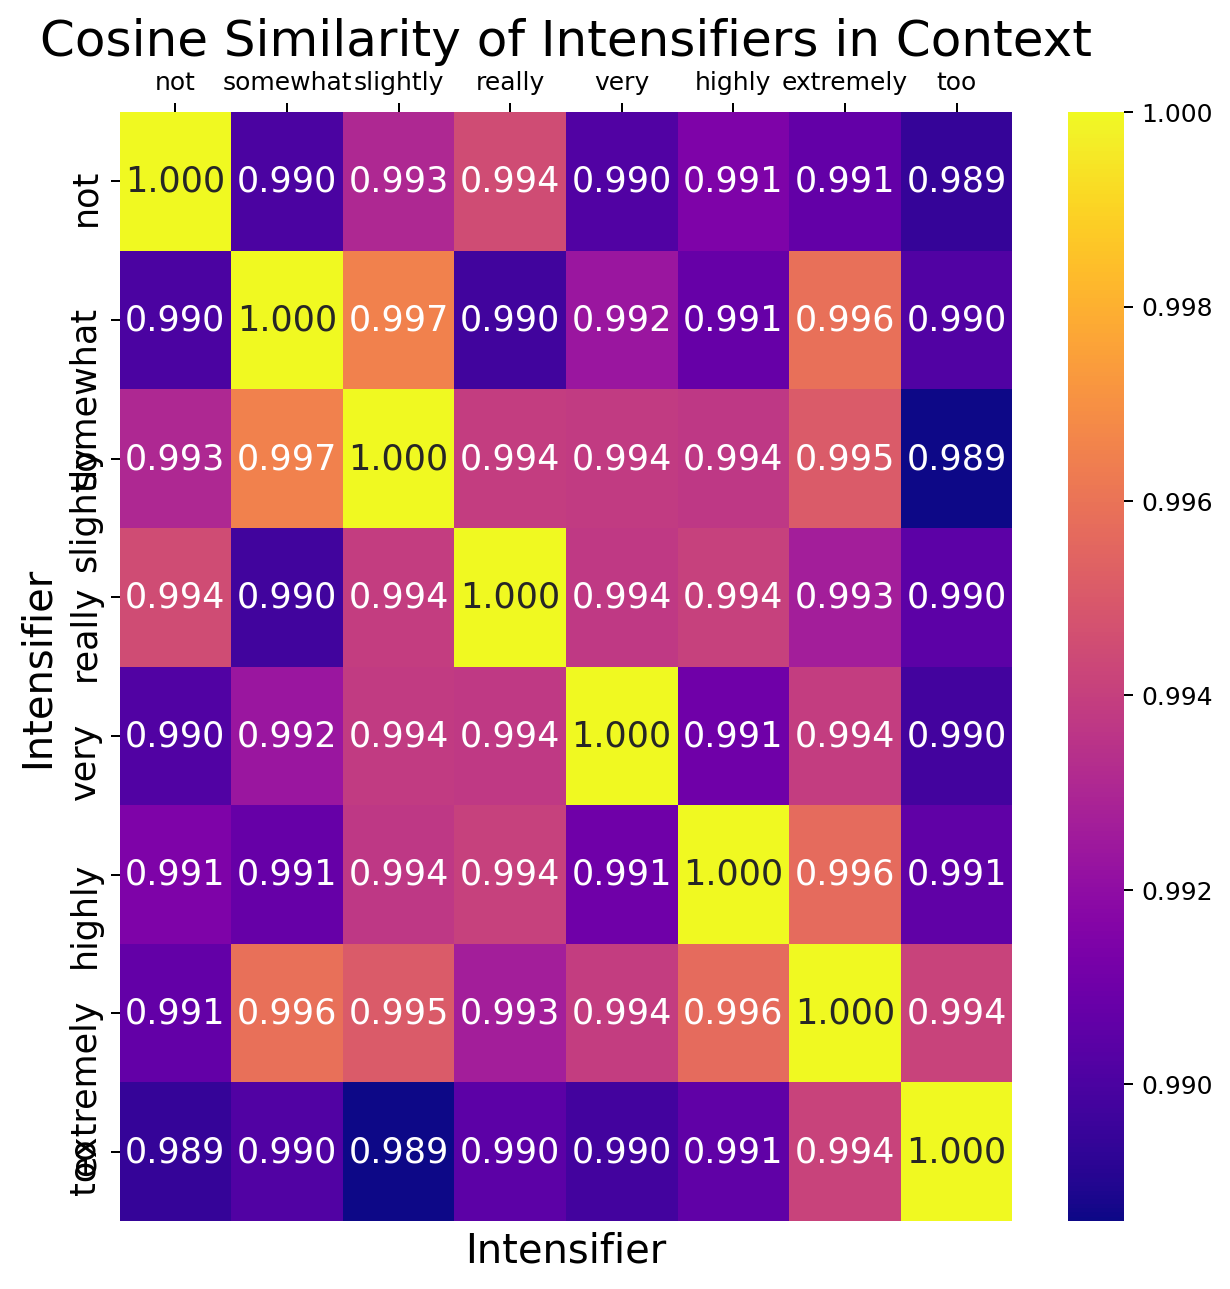 Cosine Similarity of Intensifiers in Context
not somewhat slightly really very highly extremely too
not 1.000 0.990 0.993 0.994 0.990 0.991 0.991 0.989
somewhat 0.990 1.000 0.997 0.990 0.992 0.991 0.996 0.990
slightly 0.993 0.997 1.000 0.994 0.994 0.994 0.995 0.989
really 0.994 0.990 0.994 1.000 0.994 0.994 0.993 0.990
very 0.990 0.992 0.994 0.994 1.000 0.991 0.994 0.990
highly 0.991 0.991 0.994 0.994 0.991 1.000 0.996 0.991
extremely 0.991 0.996 0.995 0.993 0.994 0.996 1.000 0.994
too 0.989 0.990 0.989 0.990 0.990 0.991 0.994 1.000
Intensifier
Intensifier
1.000
0.998
0.996
0.994
0.992
0.990